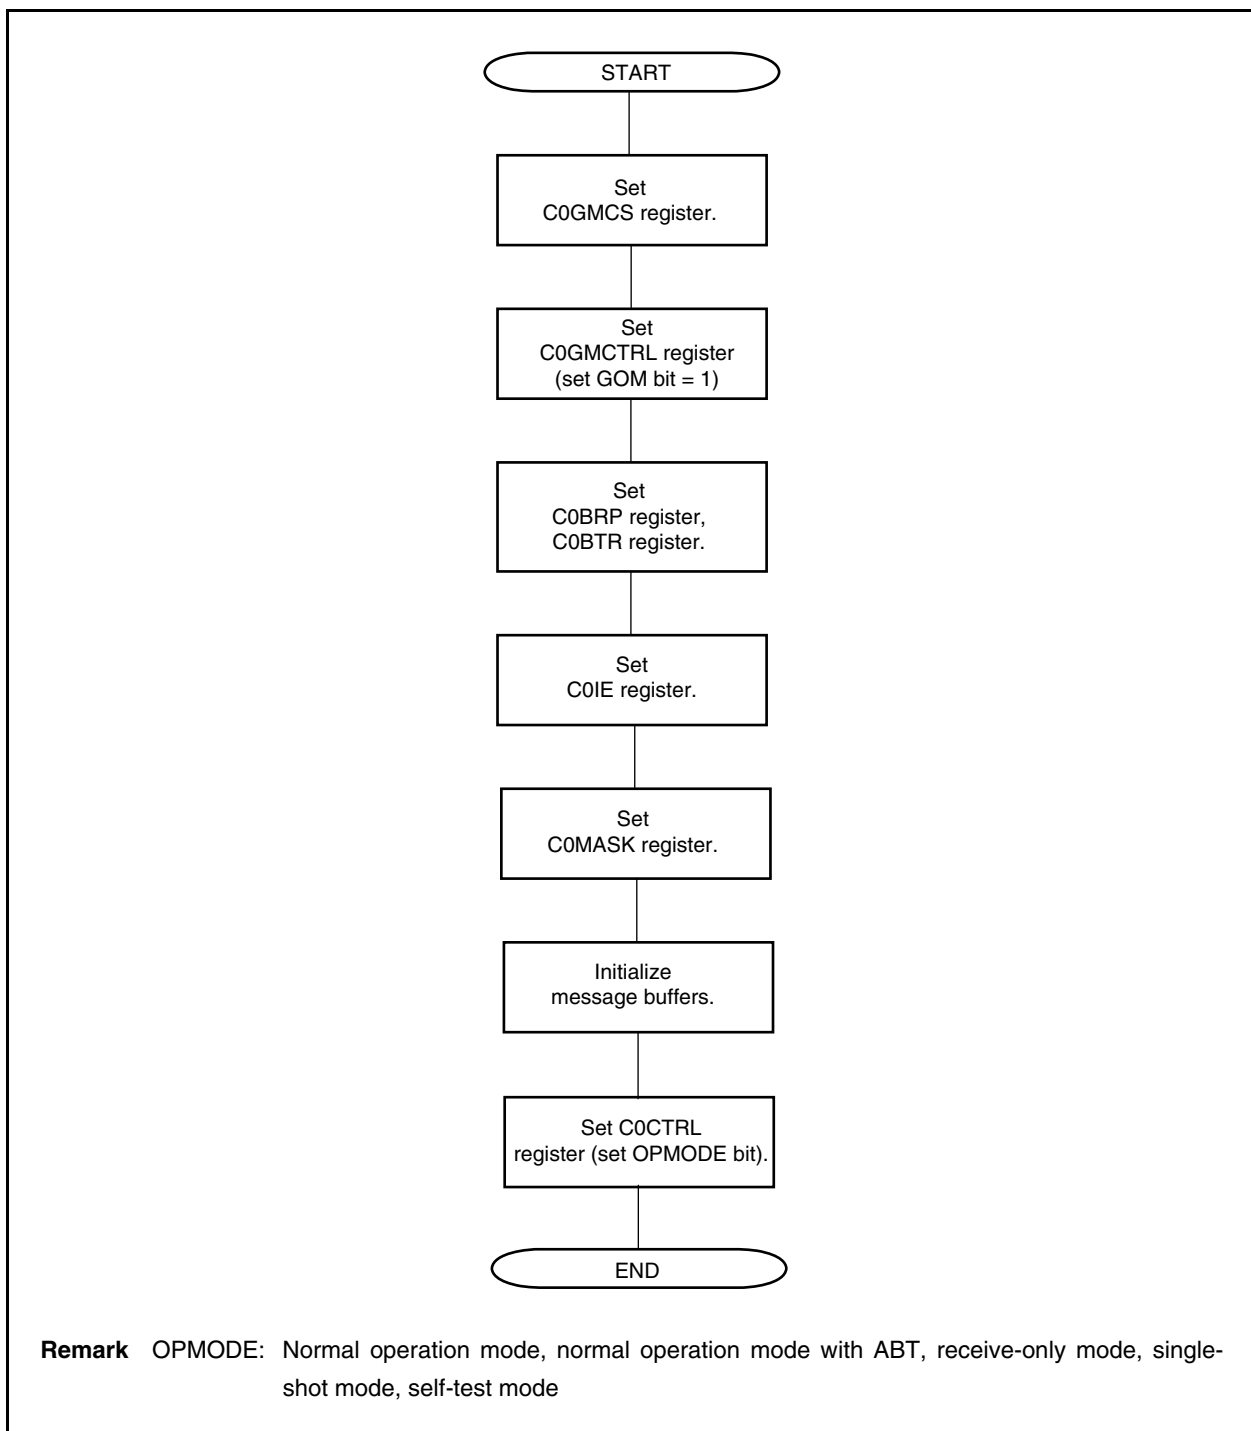 START
Set
C0GMCS register.
Set
C0GMCTRL register
(set GOM bit = 1)
Set
C0BRP register,
C0BTR register.
Set
C0IE register.
Set
C0MASK register.
Initialize
message buffers.
Set C0CTRL
register (set OPMODE bit).
END
Remark OPMODE: Normal operation mode, normal operation mode with ABT, receive-only mode, single-
shot mode, self-test mode